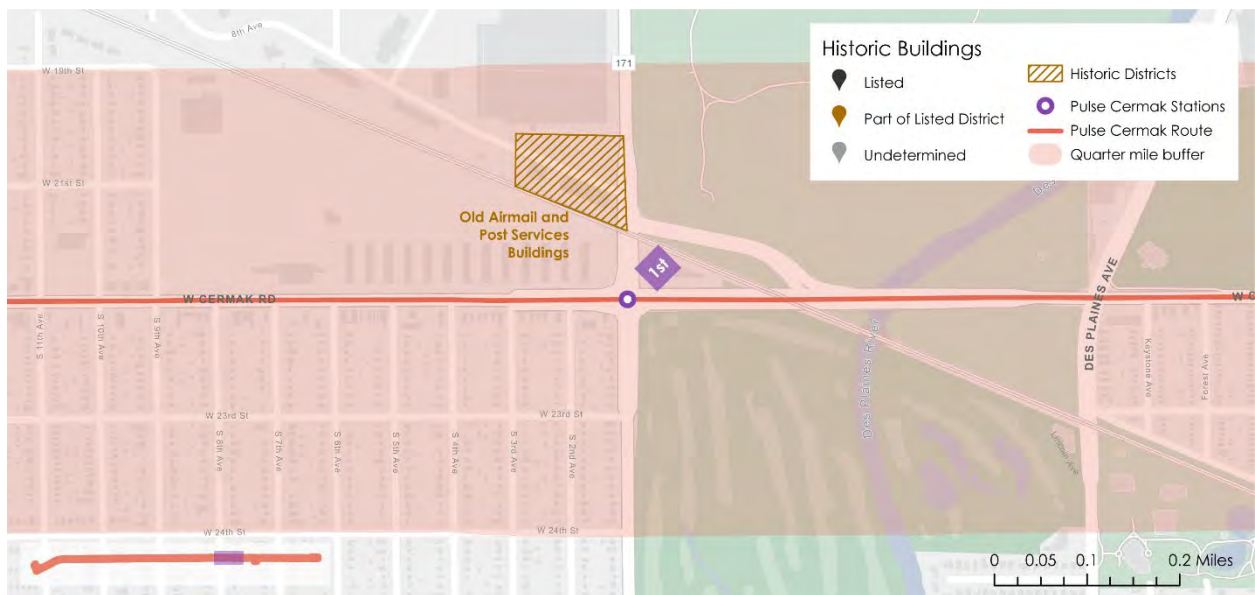 8th Ave
171
W 19th St
Historic Buildings
Listed
Part of Listed District
Undetermined
Historic Districts
Pulse Cermak Stations
Pulse Cermak Route
Quarter mile buffer
W 21st St
Old Airmail and
Post Services
Buildings
1st
W CERMAK RD
W C
S 11th Ave
S 10th Ave
S 9th Ave
DES PLAINES AVE
Des Plaines River
Des
Keystone Ave
Forest Ave
W 23rd St
W 23rd St
S 8th Ave
S 7th Ave
S 6th Ave
S 5th Ave
S 4th Ave
S 3rd Ave
S 2nd Ave
Lincoln Ave
W 24th St
W 24th St
0 0.05 0.1 0.2 Miles